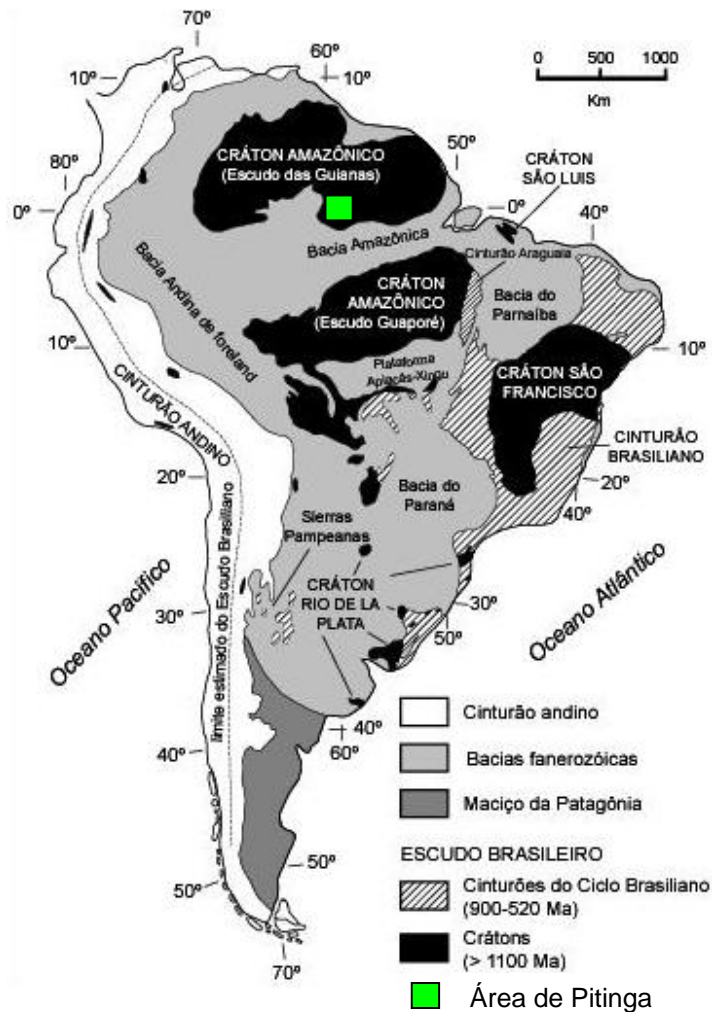 70º
60º
0 500 1000
Km
10º
10º
CRÁTON AMAZÔNICO
(Escudo das Guianas)
50º
CRÁTON
SÃO LUIS
80º
40º
0º
0º
Bacia Amazônica
Cinturão Araguaia
Bacia Andina de foreland
CRÁTON
AMAZÔNICO
(Escudo Guaporé)
Bacia do
Parnaíba
10º
10º
Plataforma
Apiacás-Xingu
CRÁTON SÃO
FRANCISCO
CINTURÃO ANDINO
CINTURÃO
BRASILIANO
20º
20º
40º
Bacia do
Paraná
Sierras
Pampeanas
Oceano Pacífico
Oceano Atlântico
limite estimado do Escudo Brasiliano
CRÁTON
RIO DE LA
PLATA
30º
30º
50º
40º
60º
40º
50º
50º
70º
Cinturão andino
Bacias fanerozóicas
Maciço da Patagônia
ESCUDO BRASILEIRO
Cinturões do Ciclo Brasiliano
(900-520 Ma)
Crátons
(> 1100 Ma)
Área de Pitinga